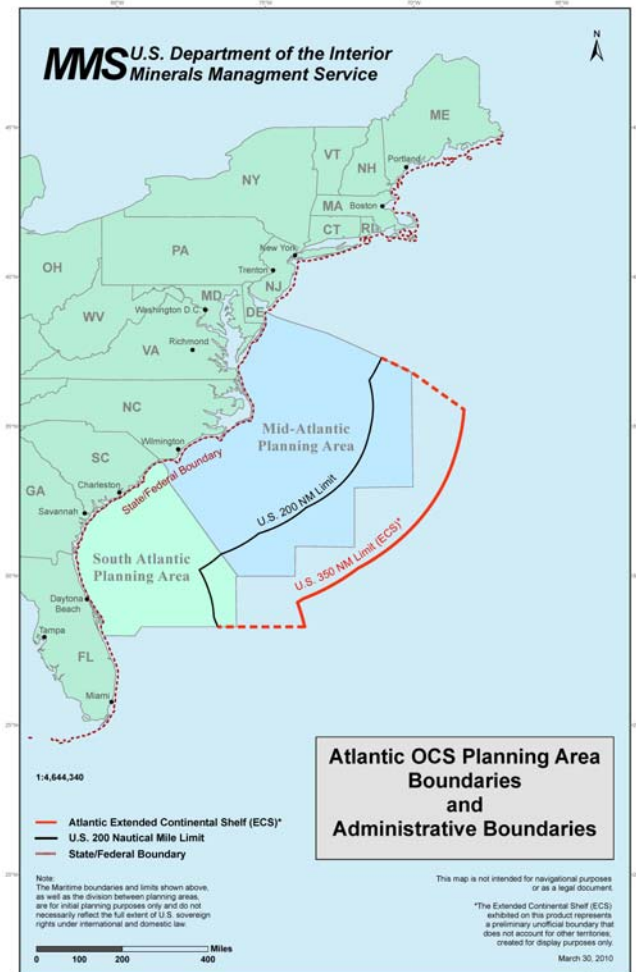 MMS U.S. Department of the Interior
Minerals Managment Service
N
ME
VT
NH
Portland
NY
MA
Boston
CT
RI
PA
New York
Trenton
NJ
OH
MD
Washington D.C.
DE
WV
VA
Richmond
NC
Mid-Atlantic
Planning Area
Wilmington
SC
State/Federal Boundary
Charleston
GA
U.S. 200 NM Limit
Savannah
South Atlantic
Planning Area
U.S. 350 NM Limit (ECS)*
Daytona
Beach
Tampa
FL
Miami
Atlantic OCS Planning Area
Boundaries
and
Administrative Boundaries
1:4,644,340
Atlantic Extended Continental Shelf (ECS)*
U.S. 200 Nautical Mile Limit
State/Federal Boundary
Note:
The Maritime boundaries and limits shown above,
as well as the division between planning areas,
are for initial planning purposes only and do not
necessarily reflect the full extent of U.S. sovereign
rights under international and domestic law.
This map is not intended for navigational purposes
or as a legal document.
*The Extended Continental Shelf (ECS)
exhibited on this product represents
a preliminary unofficial boundary that
does not account for other territories;
created for display purposes only.
March 30, 2010
Miles
0 100 200 400